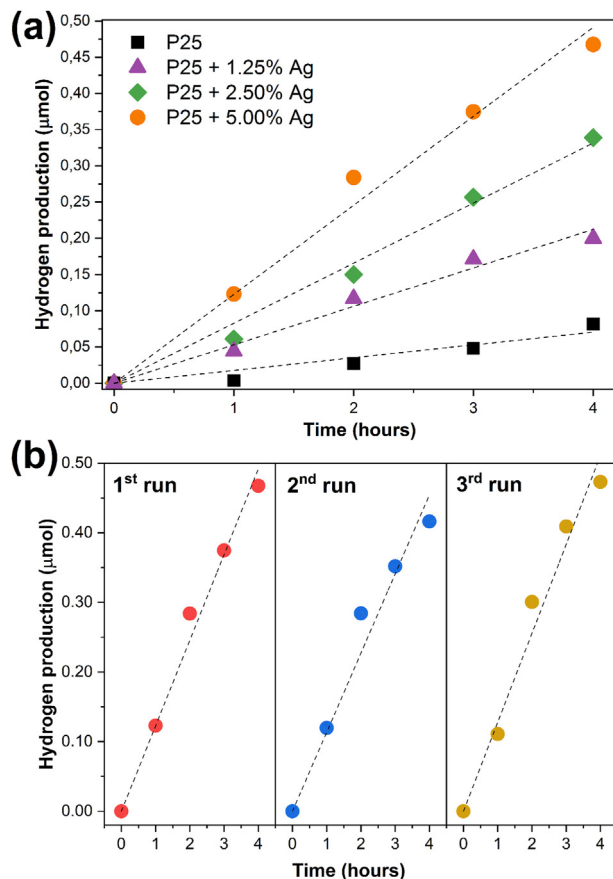 (a)
0,50
0,45
0,40
0,35
0,30
0,25
0,20
0,15
0,10
0,05
0,00
Hydrogen production (μmol)
P25
P25 + 1.25% Ag
P25 + 2.50% Ag
P25 + 5.00% Ag
0 1 2 3 4
Time (hours)
(b)
0.50
0.40
0.30
0.20
0.10
0.00
Hydrogen production (μmol)
1st run
2nd run
3rd run
0 1 2 3 4 0 1 2 3 4 0 1 2 3 4
Time (hours)